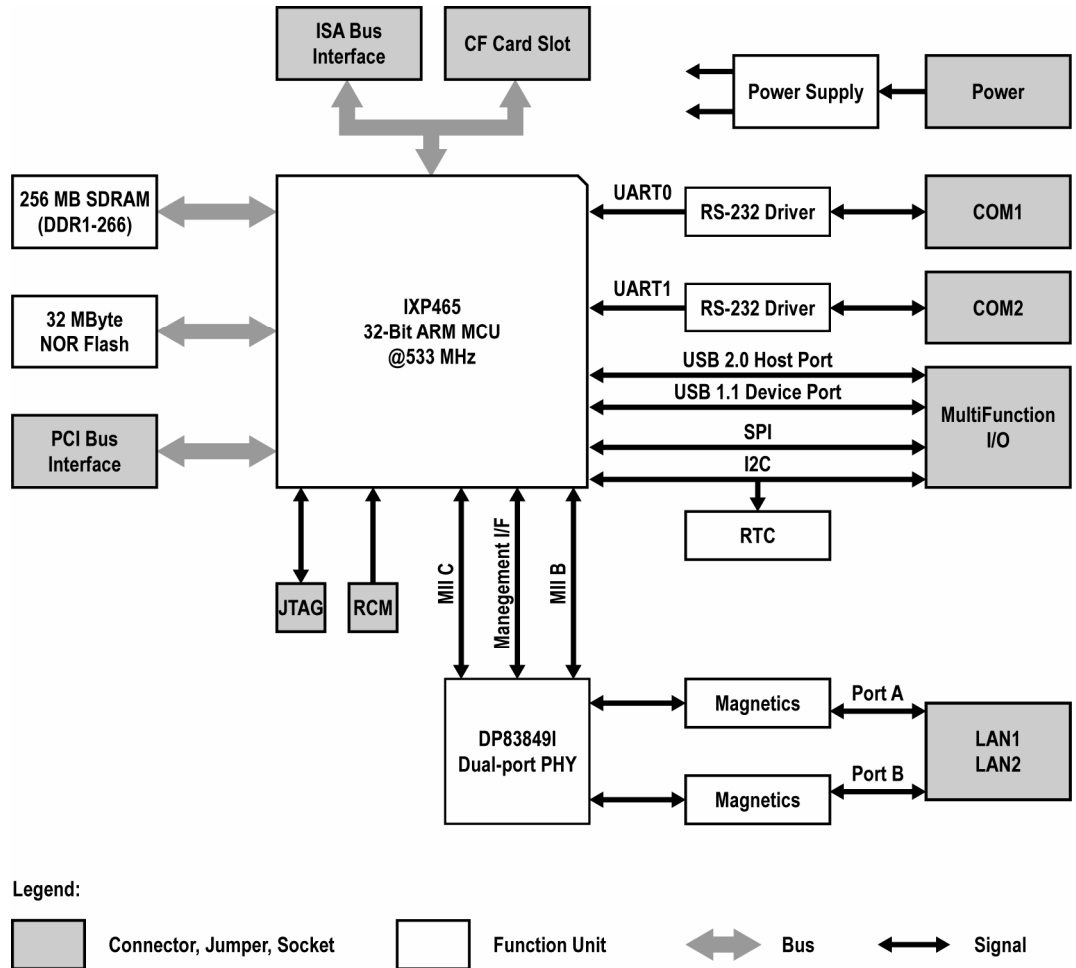 ISA Bus
Interface
CF Card Slot
Power Supply
Power
256 MB SDRAM
(DDR1-266)
UART0
RS-232 Driver
COM1
32 MByte
NOR Flash
IXP465
32-Bit ARM MCU
@533 MHz
UART1
RS-232 Driver
COM2
USB 2.0 Host Port
USB 1.1 Device Port
SPI
I2C
MultiFunction
I/O
PCI Bus
Interface
RTC
JTAG
RCM
MII C
Manegement I/F
MII B
DP83849I
Dual-port PHY
Magnetics
Port A
Magnetics
Port B
LAN1
LAN2
Legend:
Connector, Jumper, Socket
Function Unit
Bus
Signal